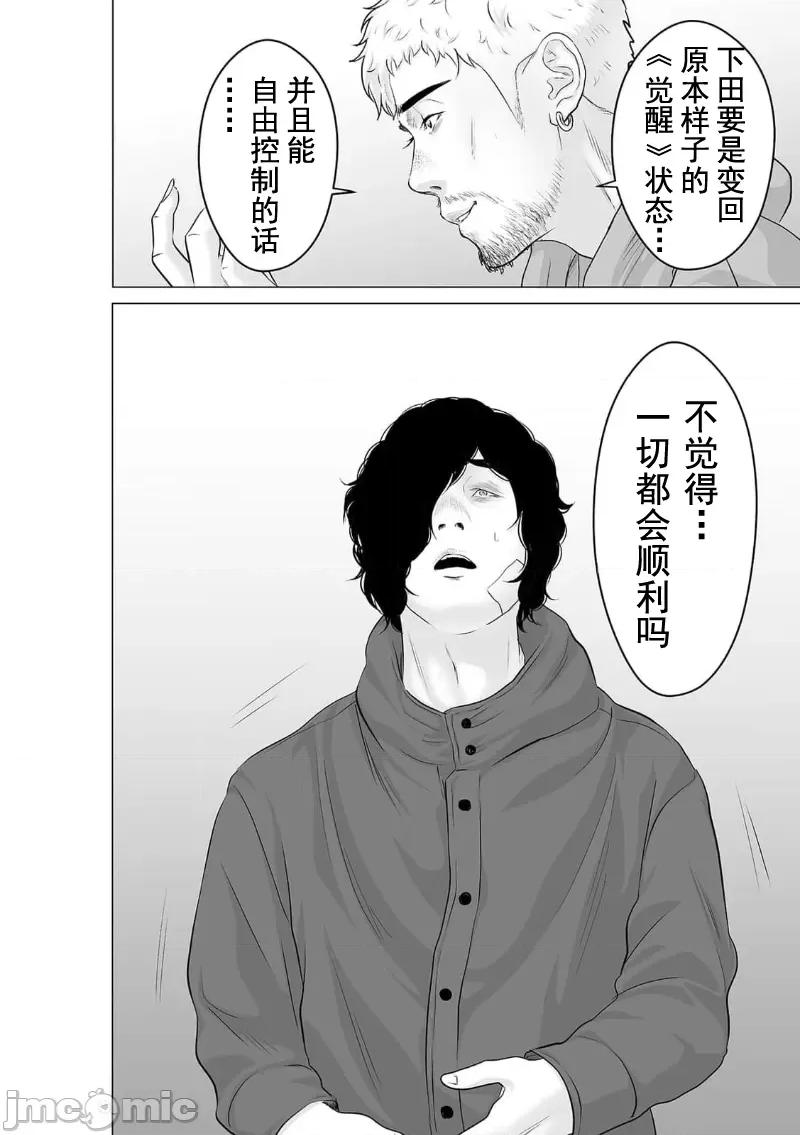 下田要是变回
原本样子的
《觉醒》状态…
并且能
自由控制的话
……
不觉得…
一切都会顺利吗
jmcomic